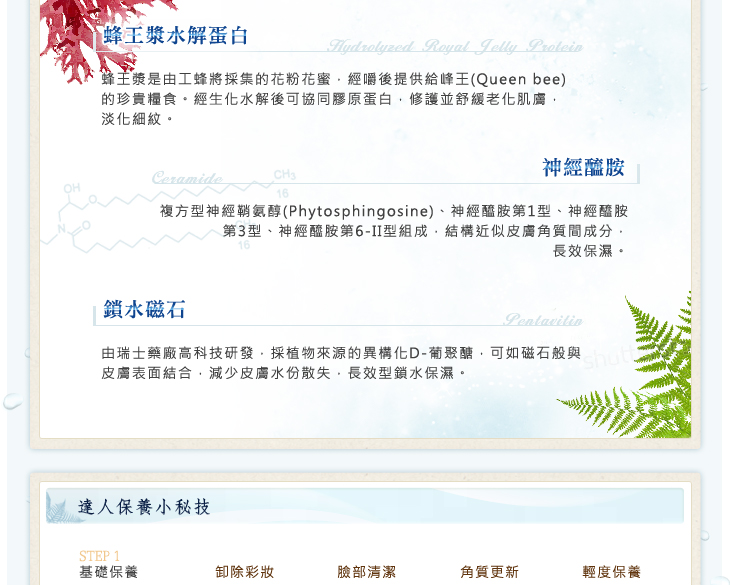 蜂王漿水解蛋白
Hydrolyzed Royal Jelly Protein
蜂王漿是由工蜂將採集的花粉花蜜，經嚼後提供給峰王(Queen bee)
的珍貴糧食。經生化水解後可協同膠原蛋白，修護並舒緩老化肌膚，
淡化細紋。
Ceramide
神經醯胺
OH
O
N
O
CH3
16
16
複方型神經鞘氨醇(Phytosphingosine)、神經醯胺第1型、神經醯胺
第3型、神經醯胺第6-II型組成，結構近似皮膚角質間成分，
長效保濕。
鎖水磁石
Pentavitin
由瑞士藥廠高科技研發，採植物來源的異構化D-葡聚醣，可如磁石般與
皮膚表面結合，減少皮膚水份散失，長效型鎖水保濕。
達人保養小秘技
STEP 1
基礎保養 卸除彩妝 臉部清潔 角質更新 輕度保養